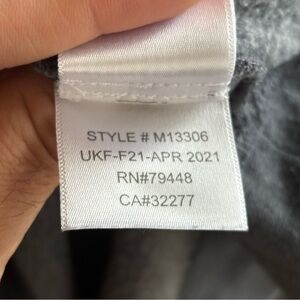 STYLE # M13306
UKF-F21-APR 2021
RN#79448
CA#32277